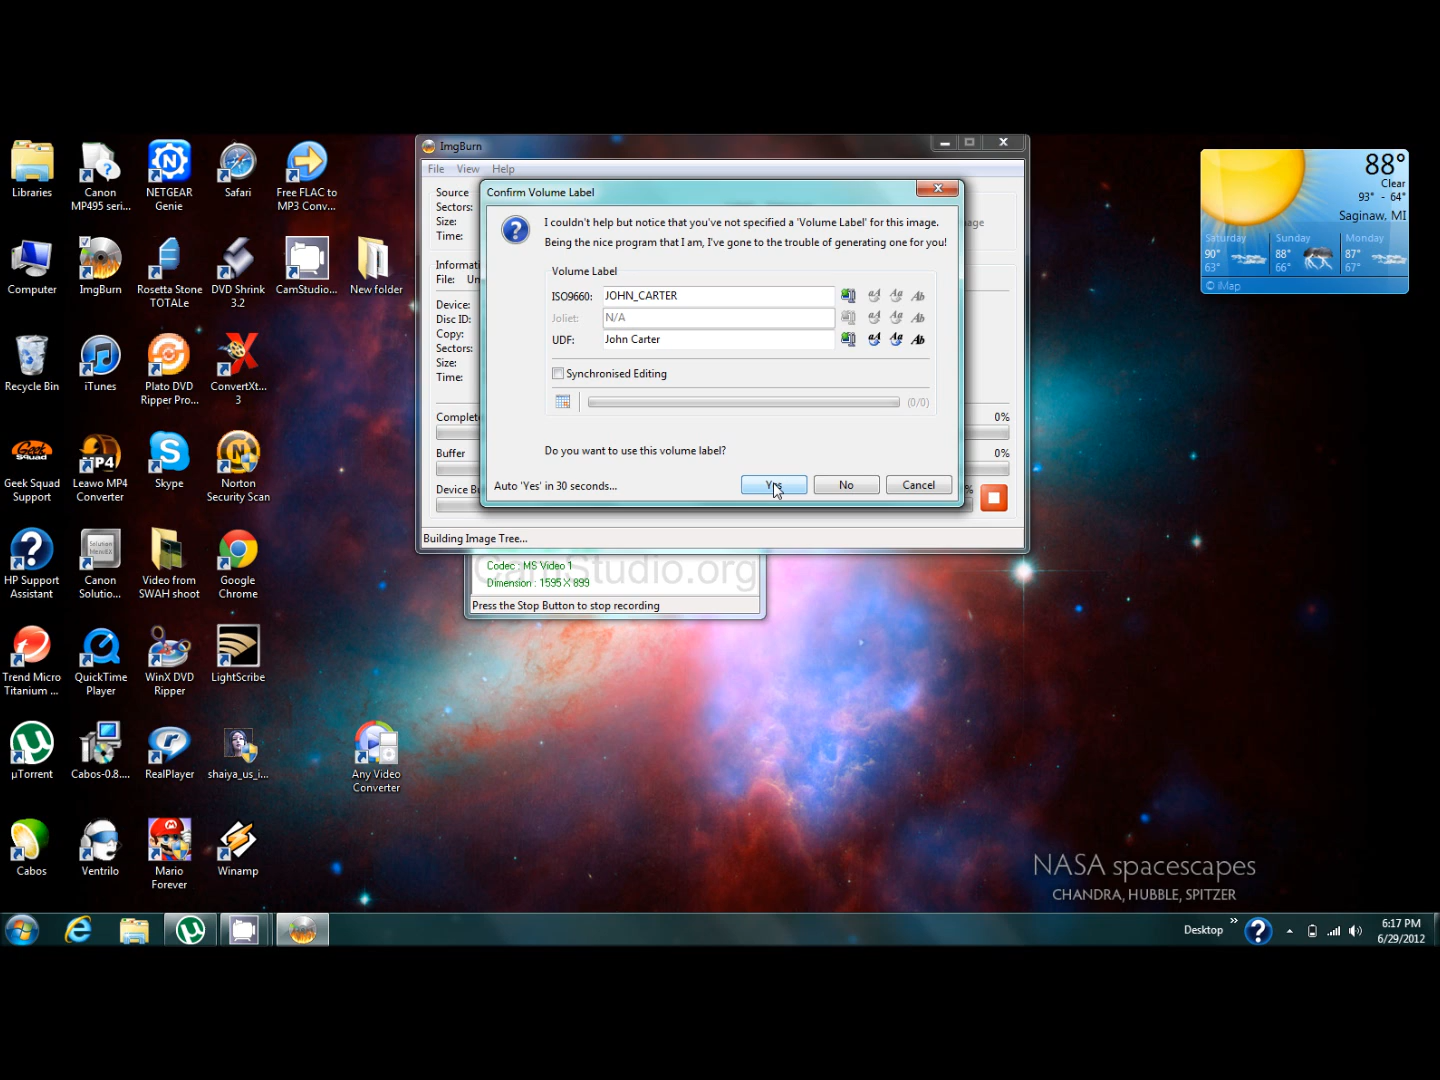 Libraries
Canon
MP495 seri...
NETGEAR
Genie
Safari
Free FLAC to
MP3 Conv...
Computer
ImgBurn
Rosetta Stone
TOTALe
DVD Shrink
3.2
CamStudio...
New folder
Recycle Bin
iTunes
Plato DVD
Ripper Pro...
ConvertXt...
3
Geek Squad
Support
Leawo MP4
Converter
Skype
Norton
Security Scan
HP Support
Assistant
Canon
Solutio...
Video from
SWAH shoot
Google
Chrome
Trend Micro
Titanium ...
QuickTime
Player
WinX DVD
Ripper
LightScribe
µTorrent
Cabos-0.8....
RealPlayer
shaiya_us_i...
Any Video
Converter
Cabos
Ventrilo
Mario
Forever
Winamp
ImgBurn
File View Help
Source
Sectors:
Size:
Time:
Informati
File: Un
Device:
Disc ID:
Copy:
Sectors:
Size:
Time:
Complete
0%
Buffer
0%
Device Bu
%
Building Image Tree...
Confirm Volume Label
I couldn't help but notice that you've not specified a 'Volume Label' for this image.
Being the nice program that I am, I've gone to the trouble of generating one for you!
Volume Label
ISO9660: JOHN_CARTER
Joliet: N/A
UDF: John Carter
Synchronised Editing
(0/0)
Do you want to use this volume label?
Auto 'Yes' in 30 seconds...
Yes No Cancel
Codec : MS Video 1
CamStudio.org
Dimension : 1595 X 899
Press the Stop Button to stop recording
88°
Clear
93° - 64°
Saginaw, MI
Saturday Sunday Monday
90° 88° 87°
63° 66° 67°
© iMap
NASA spacescapes
CHANDRA, HUBBLE, SPITZER
Desktop
6:17 PM
6/29/2012